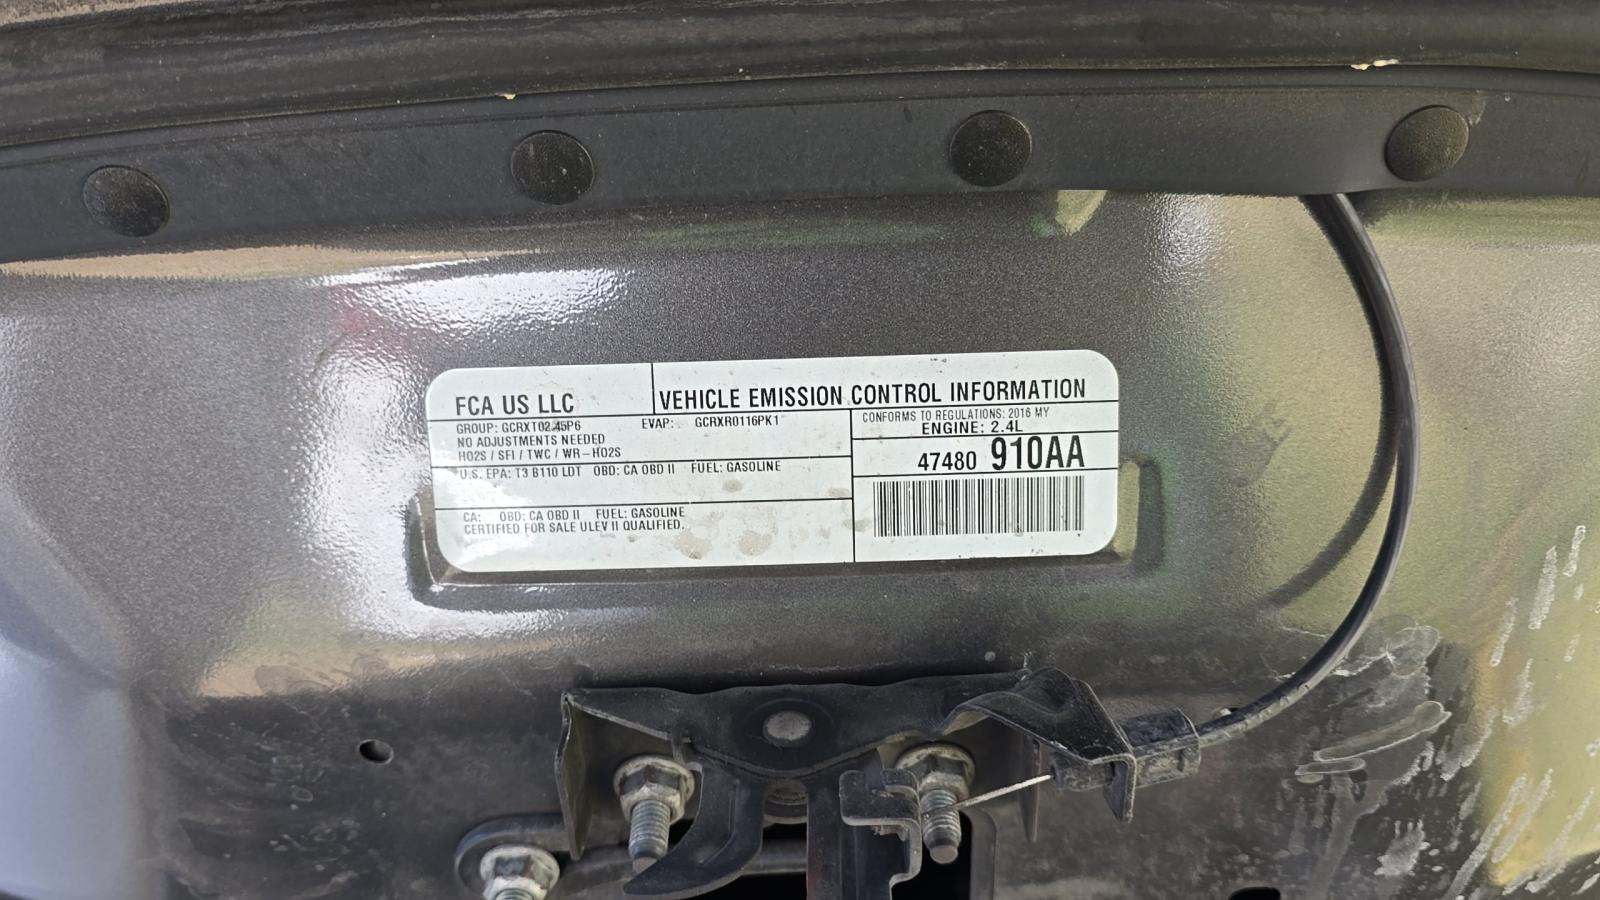 FCA US LLC
VEHICLE EMISSION CONTROL INFORMATION
GROUP: GCRXT02.45P6 EVAP: GCRXR0116PK1
NO ADJUSTMENTS NEEDED
HO2S / SFI / TWC / WR-HO2S
U.S. EPA: T3 B110 LDT OBD: CA OBD II FUEL: GASOLINE
CA: OBD: CA OBD II FUEL: GASOLINE
CERTIFIED FOR SALE ULEV II QUALIFIED.
CONFORMS TO REGULATIONS: 2016 MY
ENGINE: 2.4L
47480 910AA